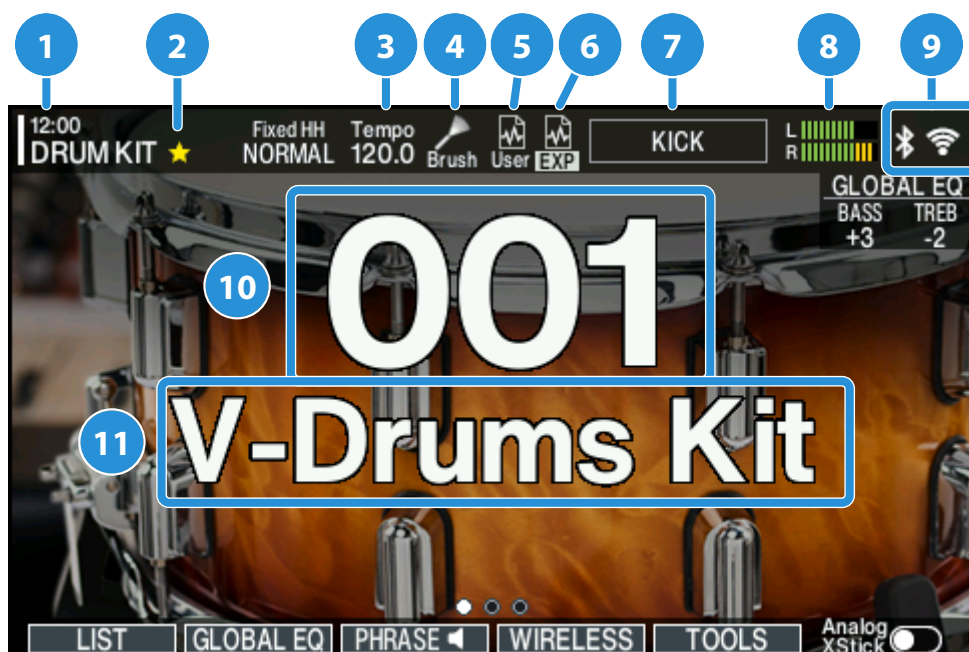 1 2 3 4 5 6 7 8 9
12:00
DRUM KIT
Fixed HH
NORMAL
Tempo
120.0
Brush
User
EXP
KICK
L
R
GLOBAL EQ
BASS TREB
+3 -2
10
001
11
V-Drums Kit
LIST GLOBAL EQ PHRASE WIRELESS TOOLS
Analog
XStick